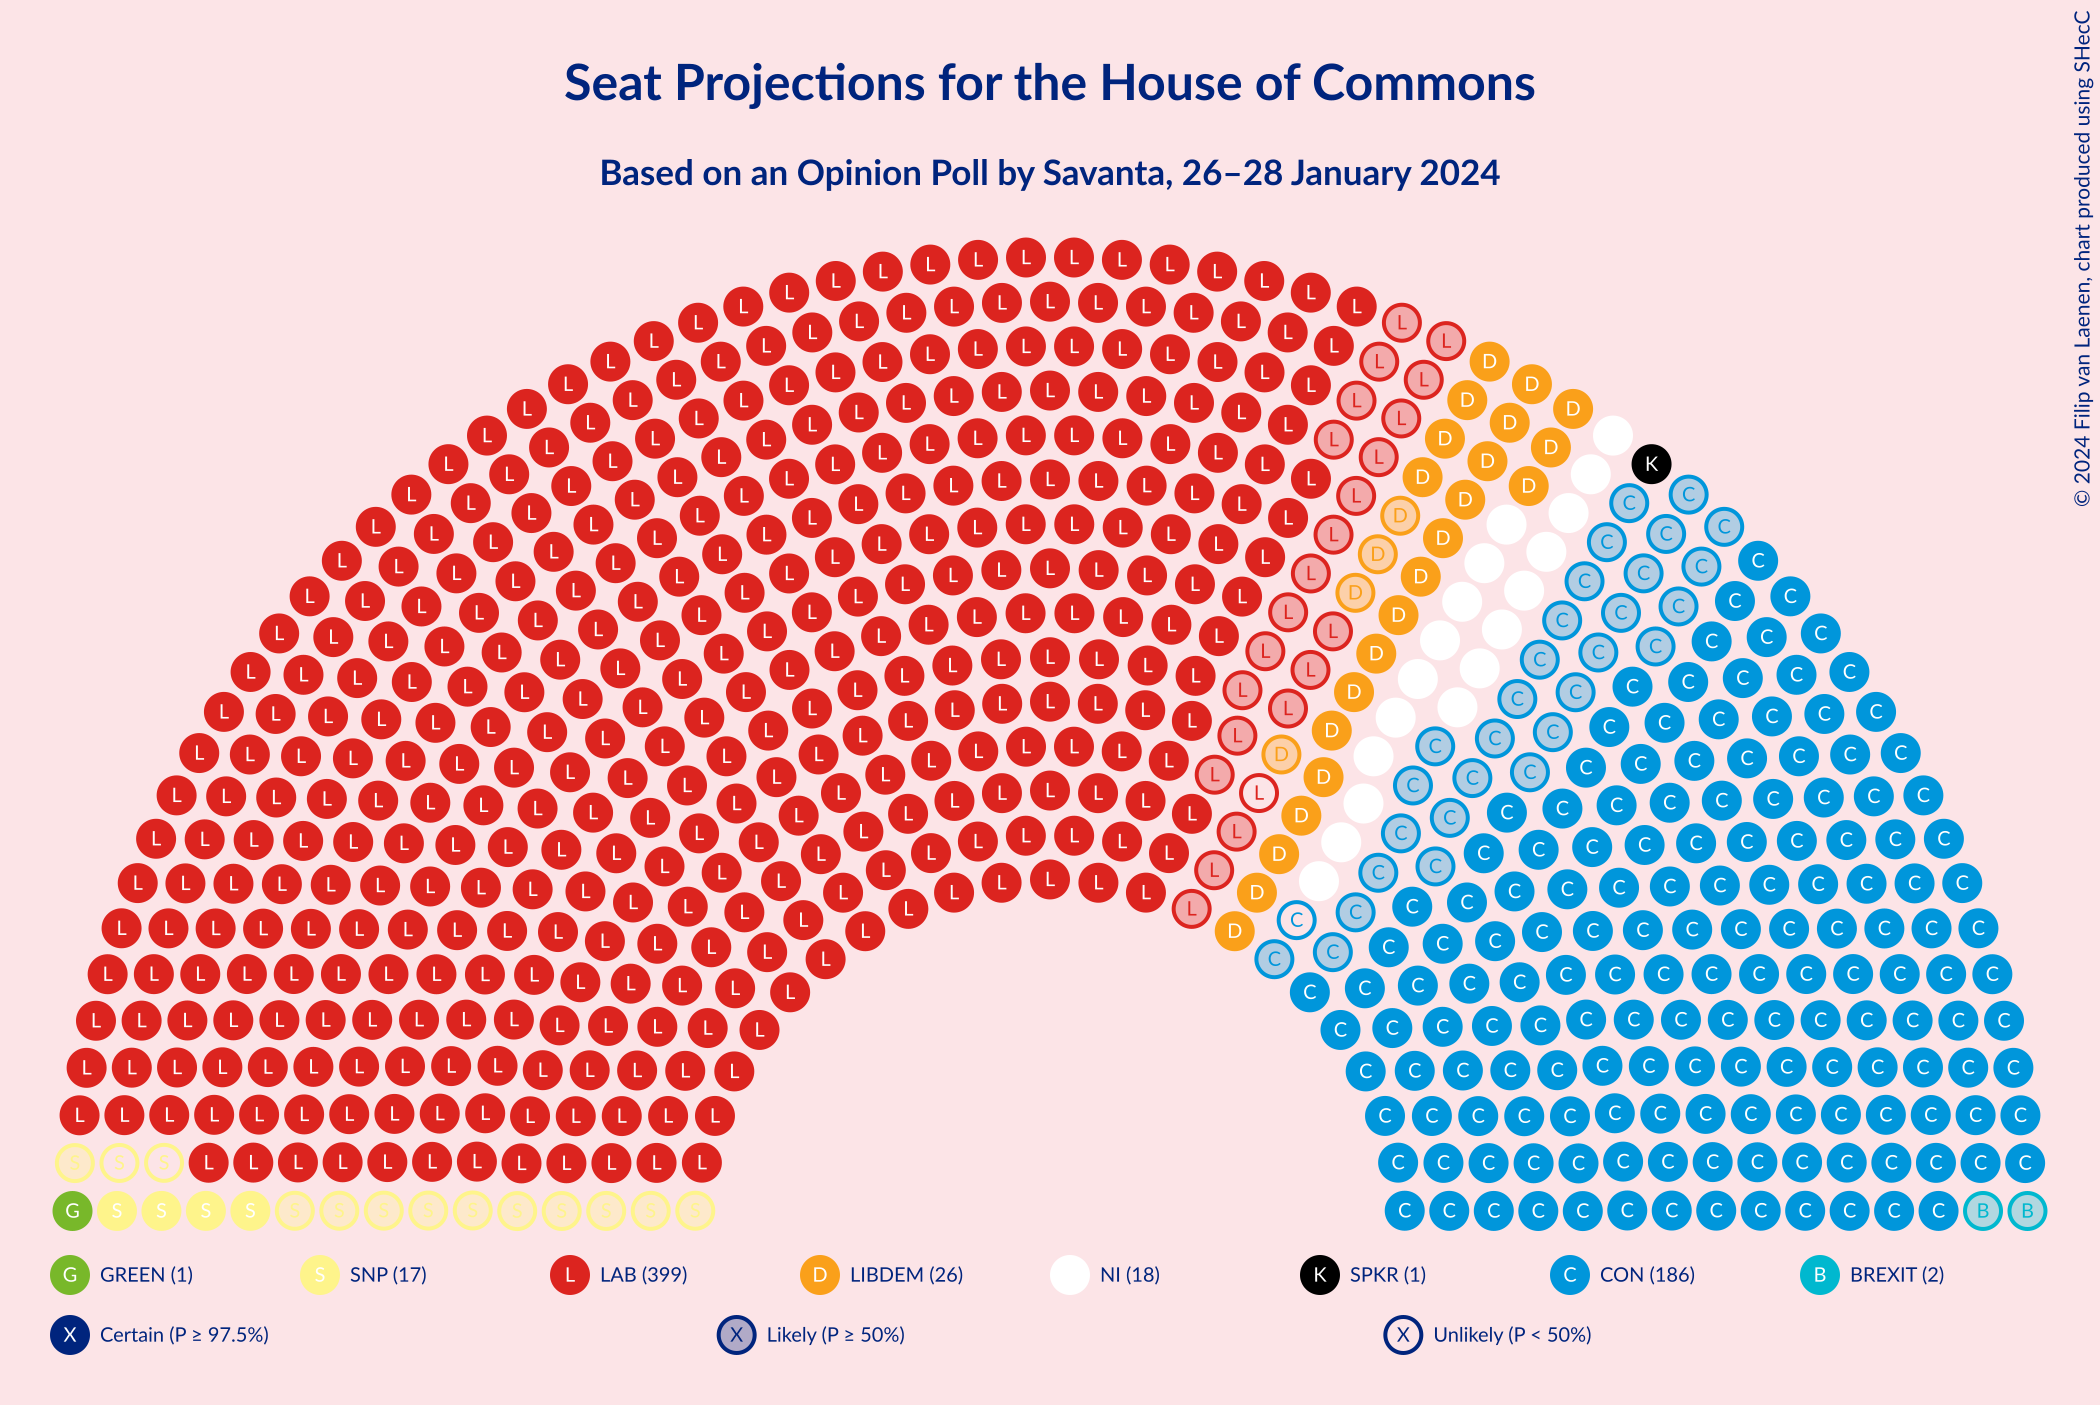 Seat Projections for the House of Commons
Based on an Opinion Poll by Savanta, 26–28 January 2024
© 2024 Filip van Laenen, chart produced using SHecC
G GREEN (1) S SNP (17) L LAB (399) D LIBDEM (26) NI (18) K SPKR (1) C CON (186) B BREXIT (2)
X Certain (P ≥ 97.5%) X Likely (P ≥ 50%) X Unlikely (P < 50%)